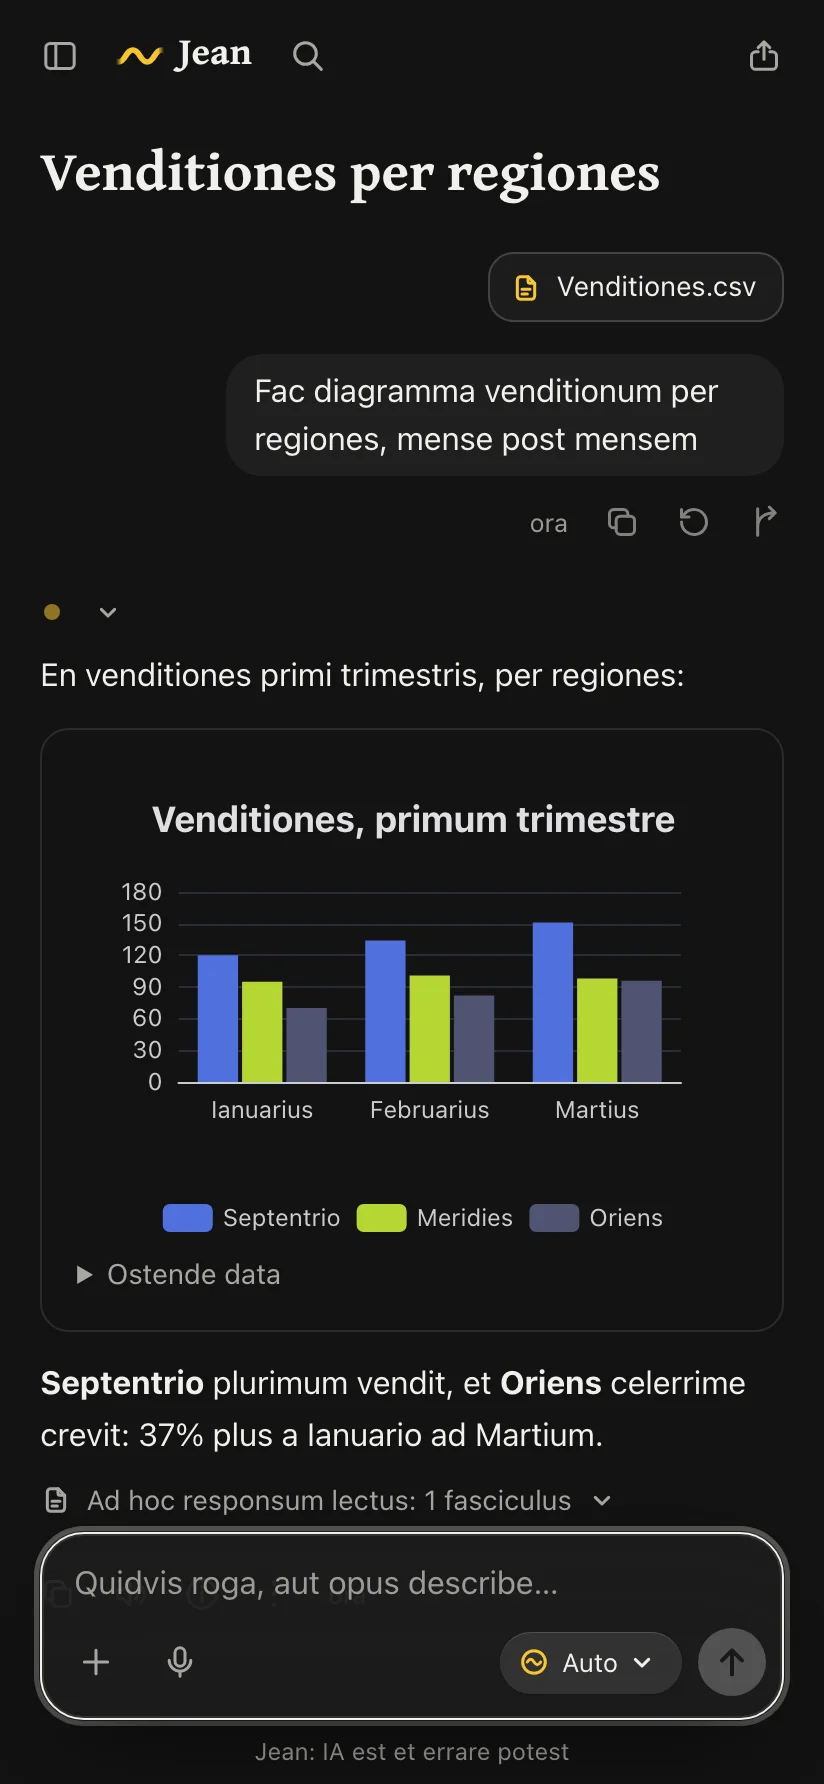 Jean
Venditiones per regiones
Venditiones.csv
Fac diagramma venditionum per
regiones, mense post mensem
ora
En venditiones primi trimestris, per regiones:
Venditiones, primum trimestre
180
150
120
90
60
30
0
Ianuarius Februarius Martius
Septentrio Meridies Oriens
Ostende data
Septentrio plurimum vendit, et Oriens celerrime
crevit: 37% plus a Ianuario ad Martium.
Ad hoc responsum lectus: 1 fasciculus
Quidvis roga, aut opus describe...
Auto
Jean: IA est et errare potest